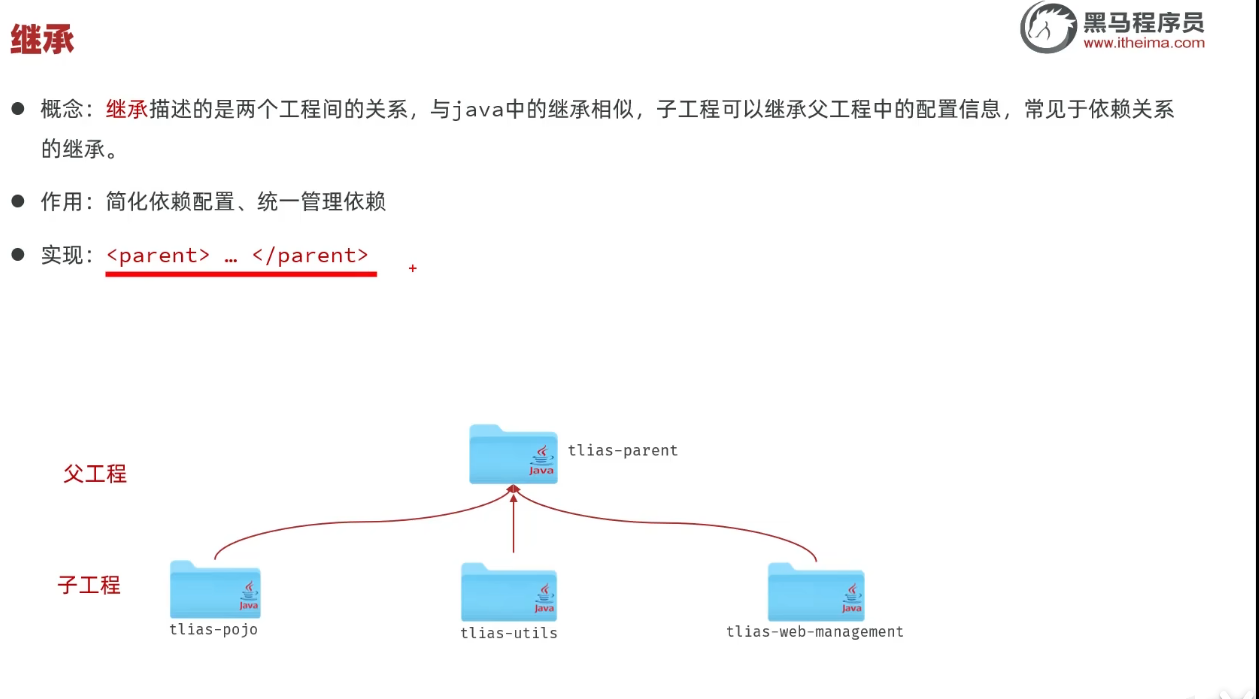 继承
黑马程序员
www.itheima.com
概念：继承描述的是两个工程间的关系，与java中的继承相似，子工程可以继承父工程中的配置信息，常见于依赖关系
的继承。
作用：简化依赖配置、统一管理依赖
实现：<parent> … </parent>
父工程
Java
tlias-parent
子工程
Java
Java
Java
tlias-pojo
tlias-utils
tlias-web-management